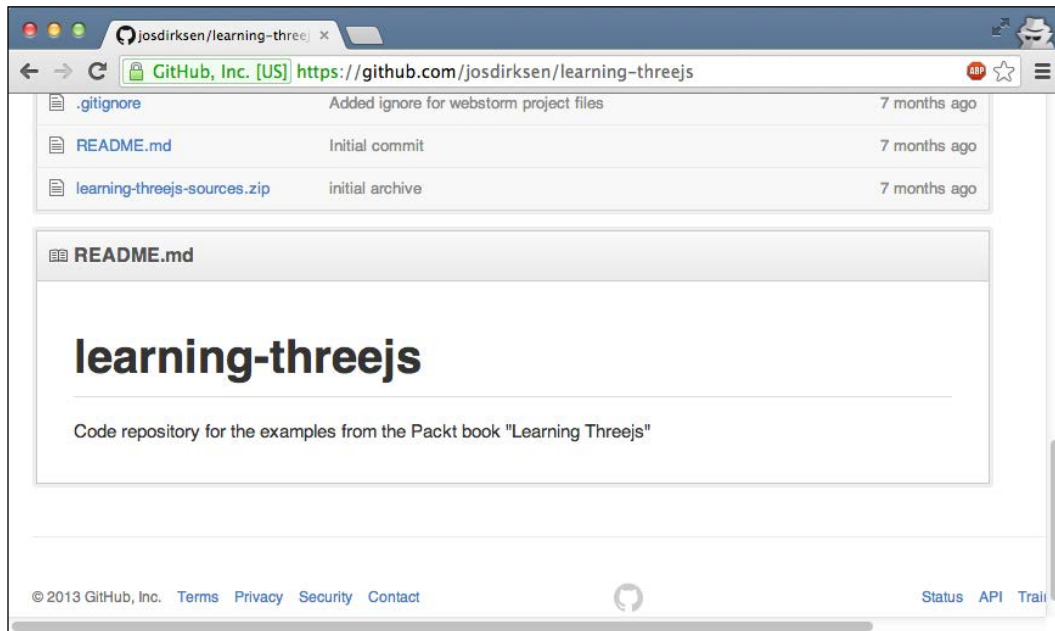 josdirksen/learning-three
GitHub, Inc. [US] https://github.com/josdirksen/learning-threejs
ABP
.gitignore Added ignore for webstorm project files 7 months ago
README.md Initial commit 7 months ago
learning-threejs-sources.zip initial archive 7 months ago
README.md
learning-threejs
Code repository for the examples from the Packt book "Learning Threejs"
© 2013 GitHub, Inc. Terms Privacy Security Contact Status API Trai